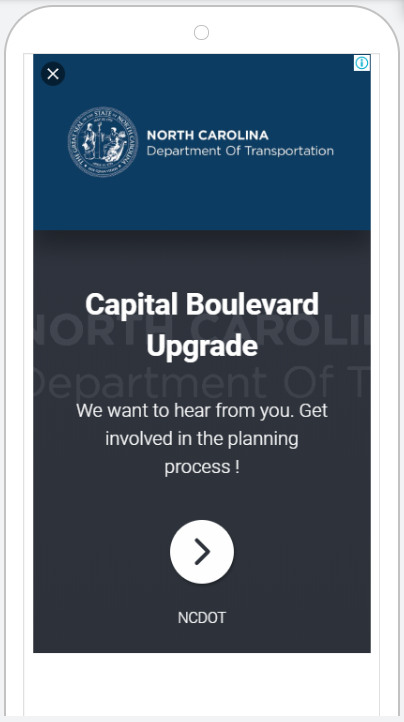 NORTH CAROLINA
Department Of Transportation
Capital Boulevard
Upgrade
We want to hear from you. Get
involved in the planning
process !
NCDOT